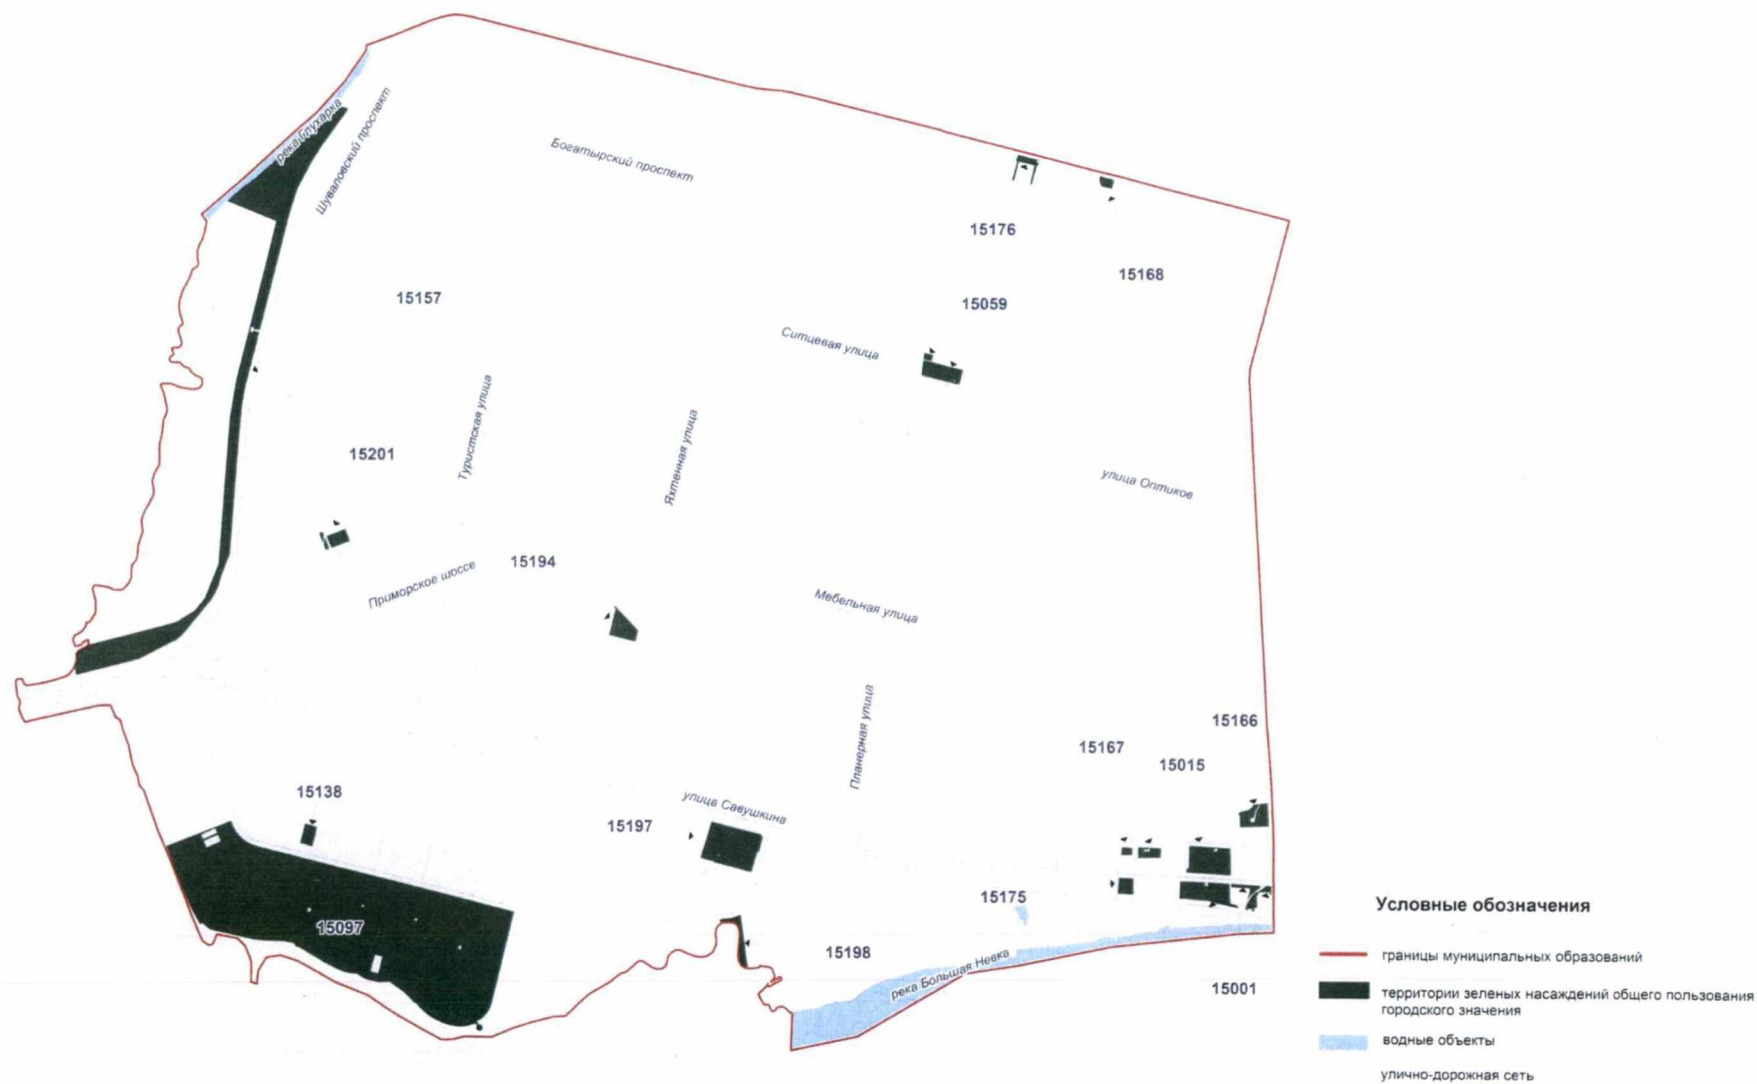 река Глухарка
Шуваловский проспект
Богатырский проспект
15176
15168
15157
15059
Ситцевая улица
Туристская улица
Яхтенная улица
15201
улица Оптиков
15194
Приморское шоссе
Мебельная улица
Планерная улица
15166
15167
15015
15138
улица Савушкина
15197
15175
15097
15198
река Большая Невка
15001
Условные обозначения
границы муниципальных образований
территории зеленых насаждений общего пользования
городского значения
водные объекты
улично-дорожная сеть